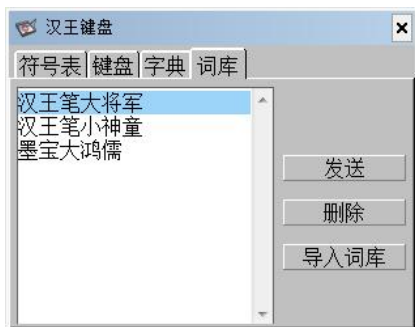 汉王键盘
符号表 键盘 字典 词库
汉王笔大将军
汉王笔小神童
墨宝大鸿儒
发送
删除
导入词库